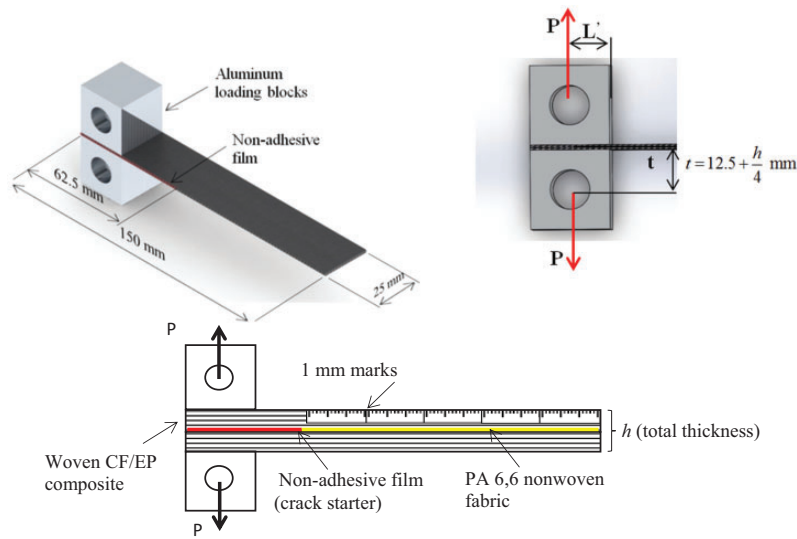 Aluminum
loading blocks
Non-adhesive
film
62.5 mm
150 mm
25 mm
P
L'
t
t = 12.5 + h/4 mm
P
P
1 mm marks
h (total thickness)
Woven CF/EP
composite
Non-adhesive film
(crack starter)
PA 6,6 nonwoven
fabric
P